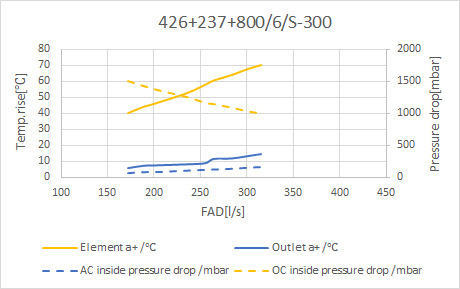 426+237+800/6/S-300
Temp.rise[°C]
80
70
60
50
40
30
20
10
0
2000
1500
1000
500
0
Pressure drop[mbar]
100 150 200 250 300 350 400 450
FAD[l/s]
Element a+ /°C Outlet a+ /°C
AC inside pressure drop /mbar OC inside pressure drop /mbar